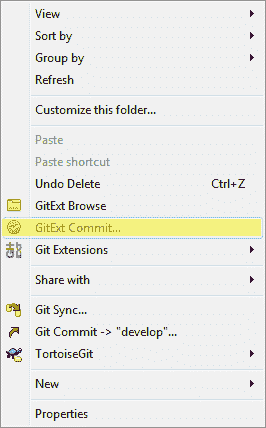 View
Sort by
Group by
Refresh
Customize this folder...
Paste
Paste shortcut
Undo Delete Ctrl+Z
GitExt Browse
GitExt Commit...
Git Extensions
Share with
Git Sync...
Git Commit -> "develop"...
TortoiseGit
New
Properties